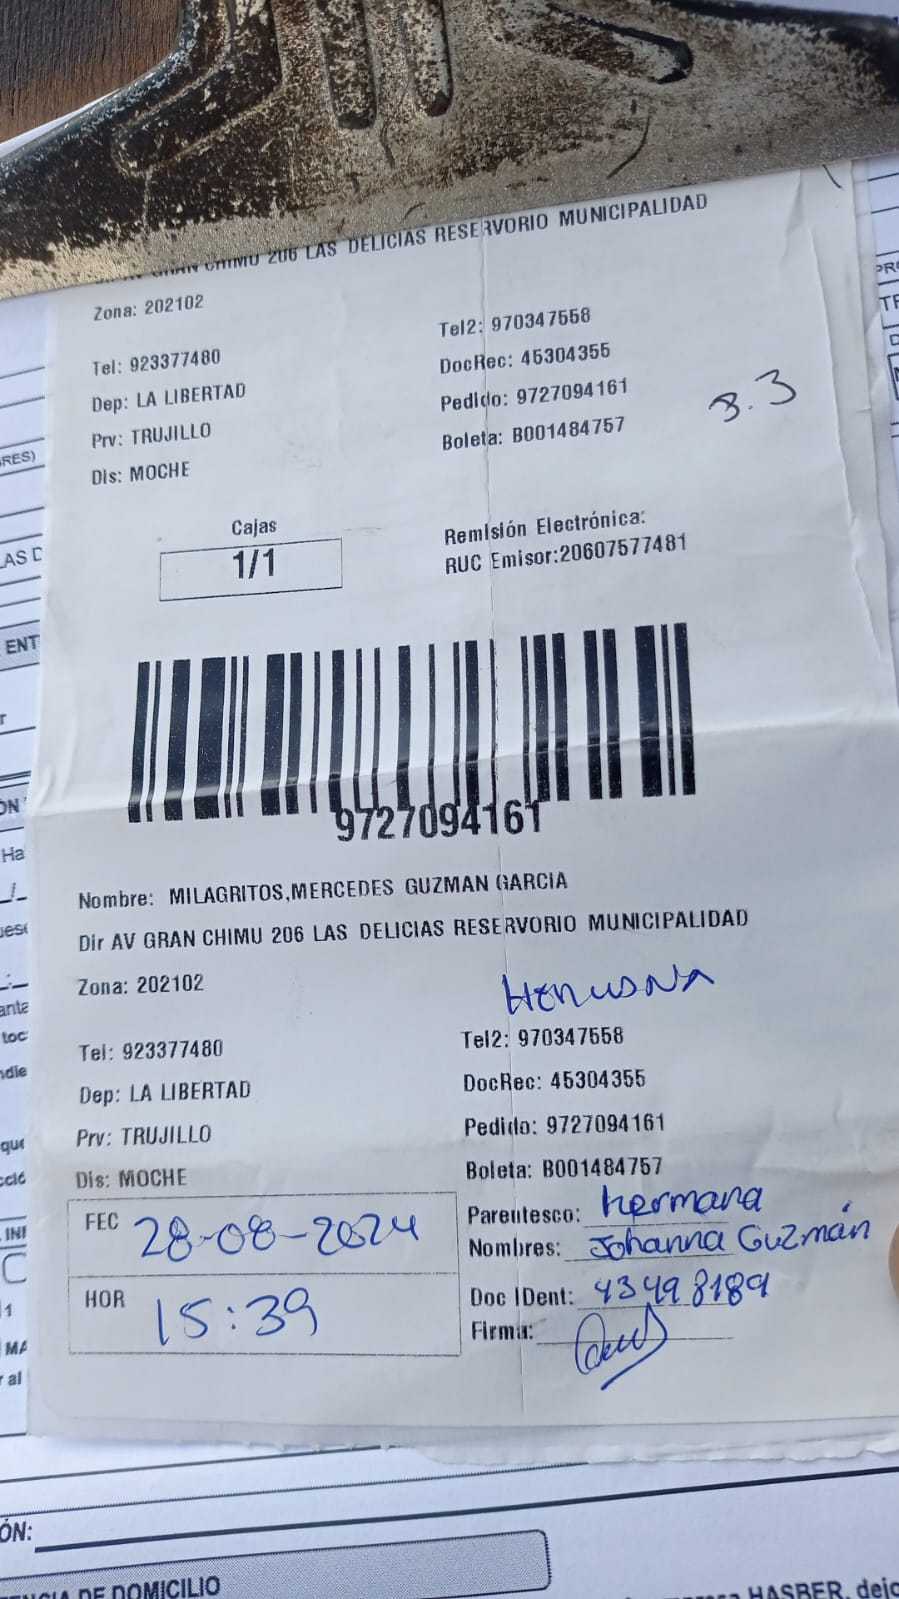 AV GRAN CHIMU 206 LAS DELICIAS RESERVORIO MUNICIPALIDAD
Zona: 202102
Tel: 923377480
Tel2: 970347558
Dep: LA LIBERTAD
DocRec: 45304355
Prv: TRUJILLO
Pedido: 9727094161
Dis: MOCHE
Boleta: B001484757
8.3
Cajas
1/1
Remisión Electrónica:
RUC Emisor:20607577481
9727094161
Nombre: MILAGRITOS,MERCEDES GUZMAN GARCIA
Dir AV GRAN CHIMU 206 LAS DELICIAS RESERVORIO MUNICIPALIDAD
Zona: 202102
Tel: 923377480
Tel2: 970347558
Dep: LA LIBERTAD
DocRec: 45304355
Prv: TRUJILLO
Pedido: 9727094161
Dis: MOCHE
Boleta: B001484757
FEC 28-08-2024
Parentesco: hermana
Nombres: Johanna Guzmán
HOR 15:39
Doc IDent: 43498189
Firma:
ÓN:
DE DOMICILIO
HASBER, dejo